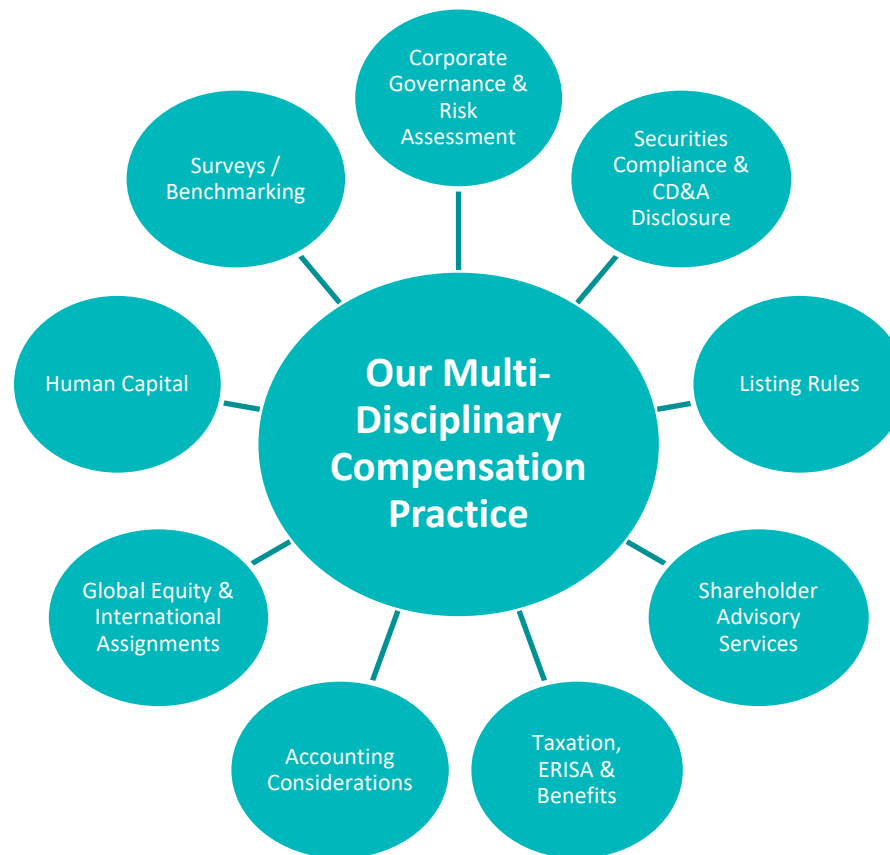 Corporate
Governance &
Risk
Assessment
Securities
Compliance &
CD&A
Disclosure
Listing Rules
Shareholder
Advisory
Services
Taxation,
ERISA &
Benefits
Accounting
Considerations
Global Equity &
International
Assignments
Human Capital
Surveys /
Benchmarking
Our Multi-
Disciplinary
Compensation
Practice